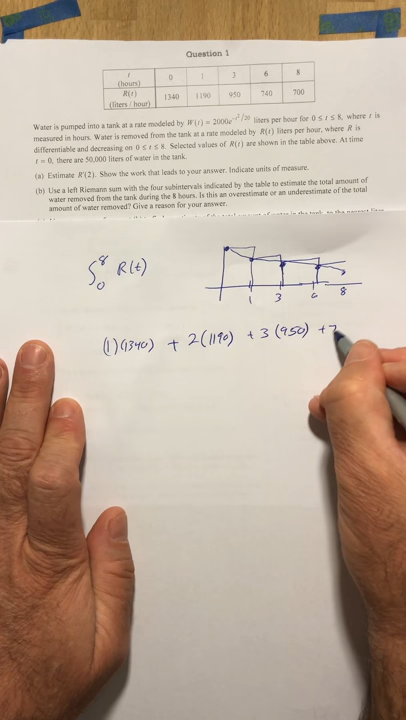 Question 1
t (hours) 0 1 3 6 8
R(t) (liters / hour) 1340 1190 950 740 700
Water is pumped into a tank at a rate modeled by W(t) = 2000e^(-t²/20) liters per hour for 0 ≤ t ≤ 8, where t is
measured in hours. Water is removed from the tank at a rate modeled by R(t) liters per hour, where R is
differentiable and decreasing on 0 ≤ t ≤ 8. Selected values of R(t) are shown in the table above. At time
t = 0, there are 50,000 liters of water in the tank.
(a) Estimate R′(2). Show the work that leads to your answer. Indicate units of measure.
(b) Use a left Riemann sum with the four subintervals indicated by the table to estimate the total amount of
water removed from the tank during the 8 hours. Is this an overestimate or an underestimate of the total
amount of water removed? Give a reason for your answer.
∫₀⁸ R(t)
1 3 6 8
(1)(1340) + 2(1190) + 3(950) +